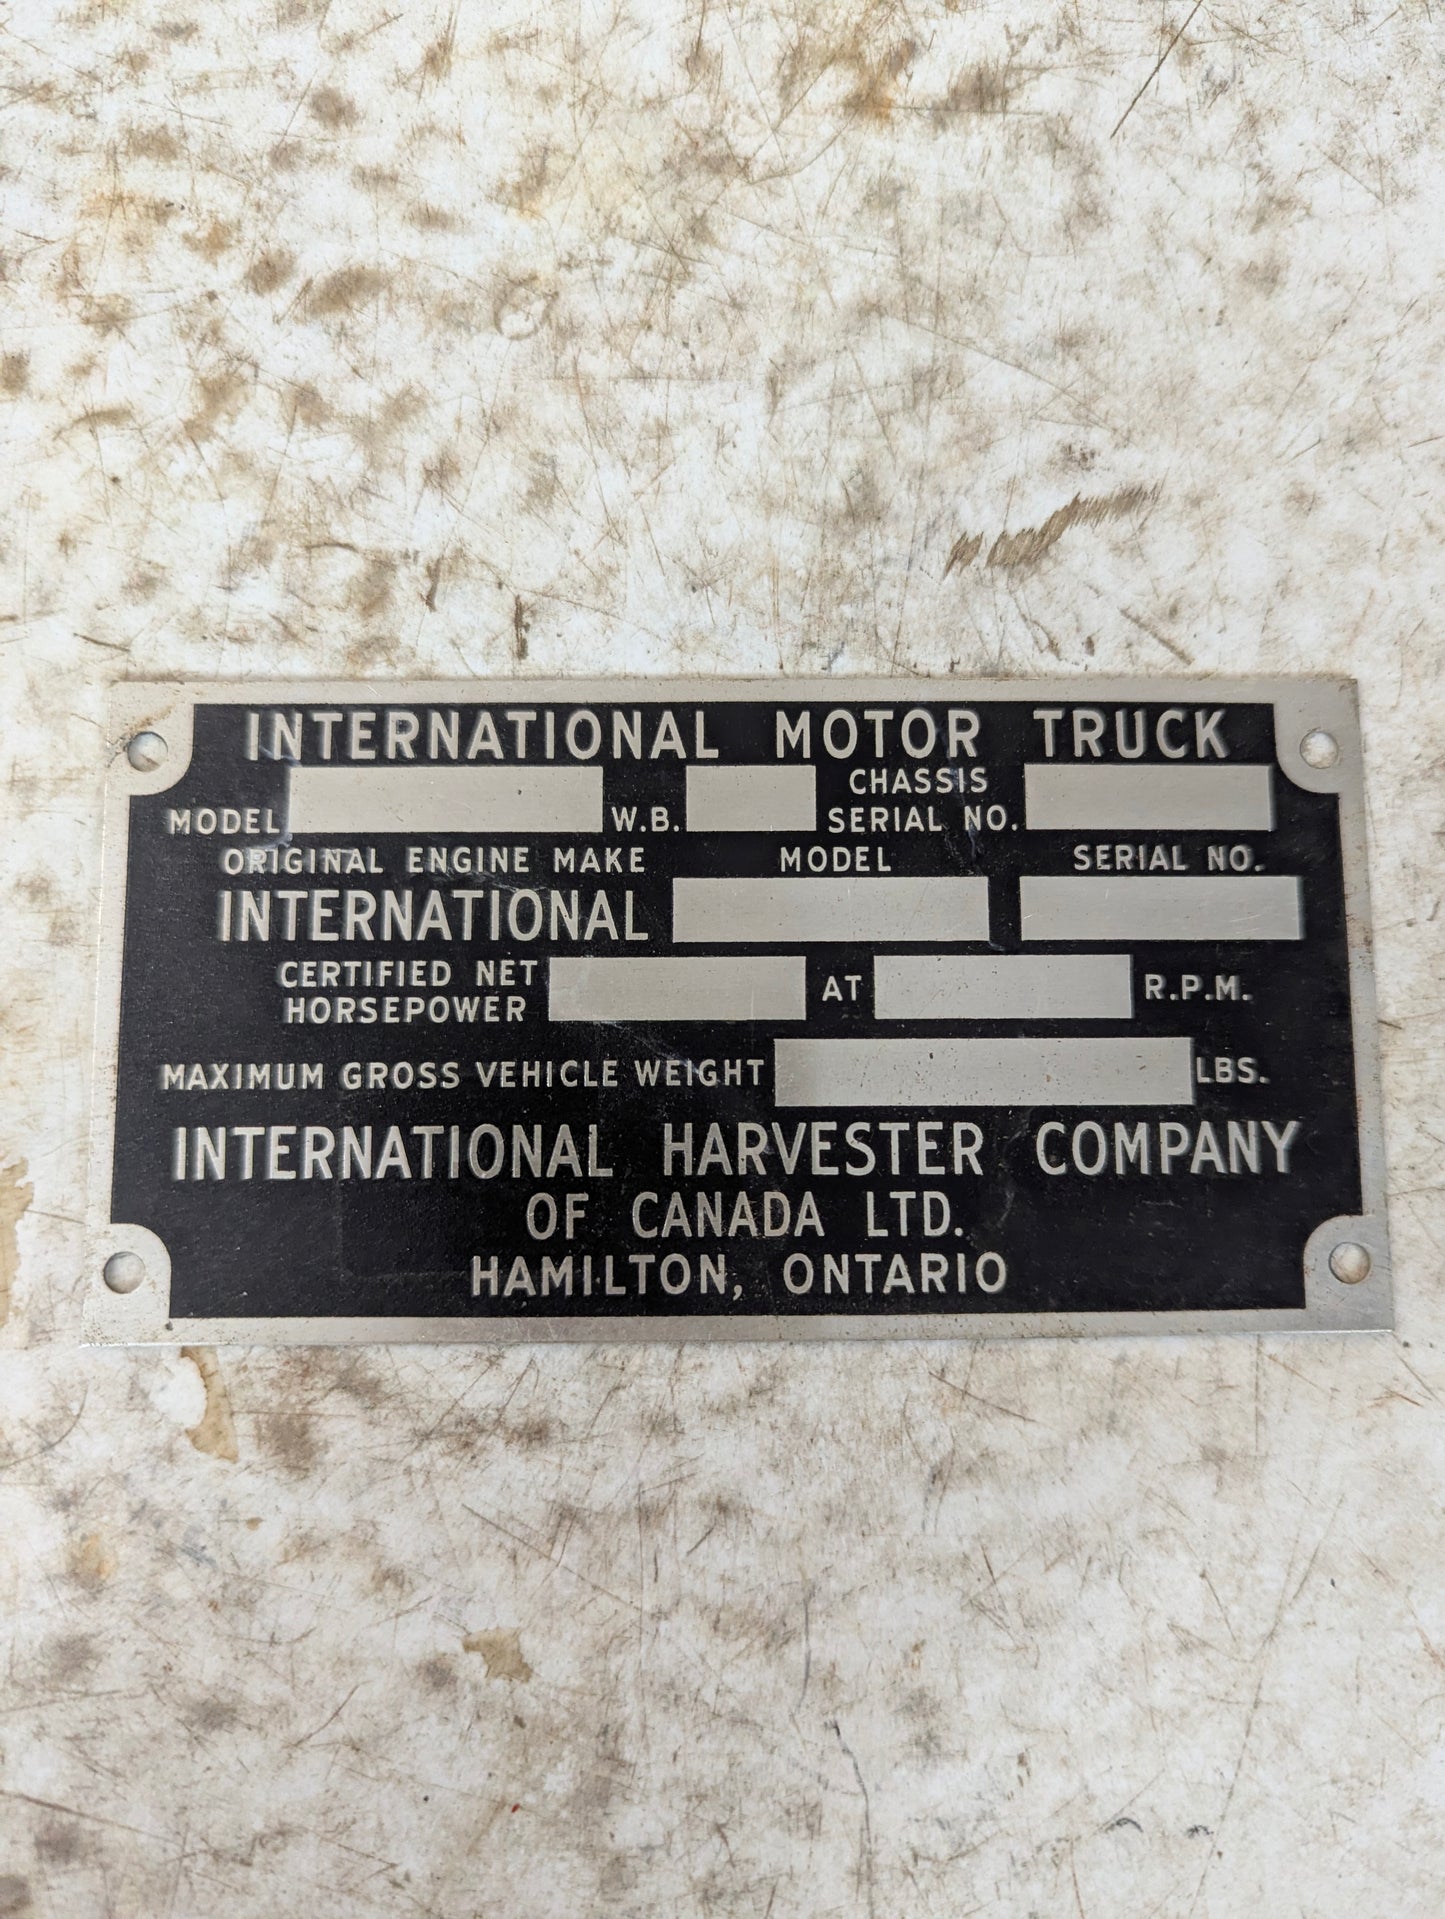 INTERNATIONAL MOTOR TRUCK
MODEL W.B. CHASSIS SERIAL NO.
ORIGINAL ENGINE MAKE MODEL SERIAL NO.
INTERNATIONAL
CERTIFIED NET HORSEPOWER AT R.P.M.
MAXIMUM GROSS VEHICLE WEIGHT LBS.
INTERNATIONAL HARVESTER COMPANY
OF CANADA LTD.
HAMILTON, ONTARIO